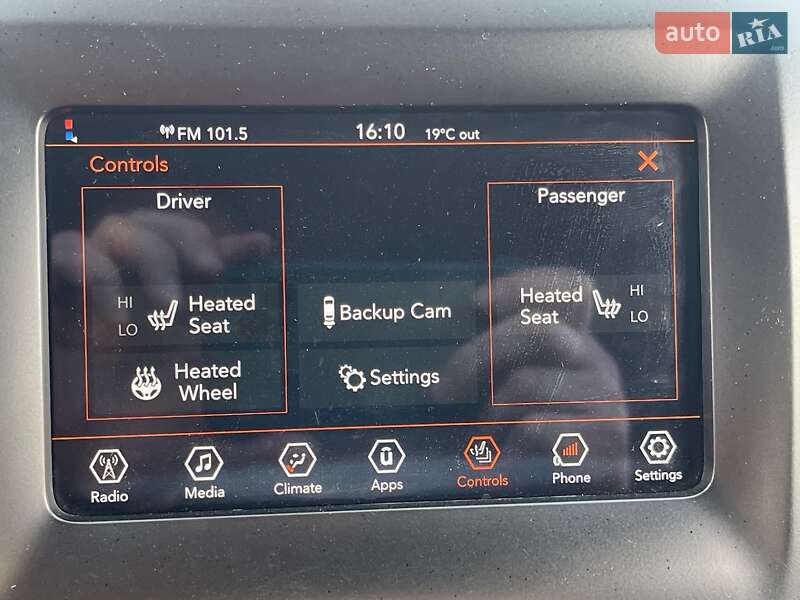 auto RIA .com
FM 101.5 16:10 19°C out
Controls
Driver
Passenger
HI
LO
Heated
Seat
Backup Cam
Heated
Seat
HI
LO
Heated
Wheel
Settings
Radio Media Climate Apps Controls Phone Settings